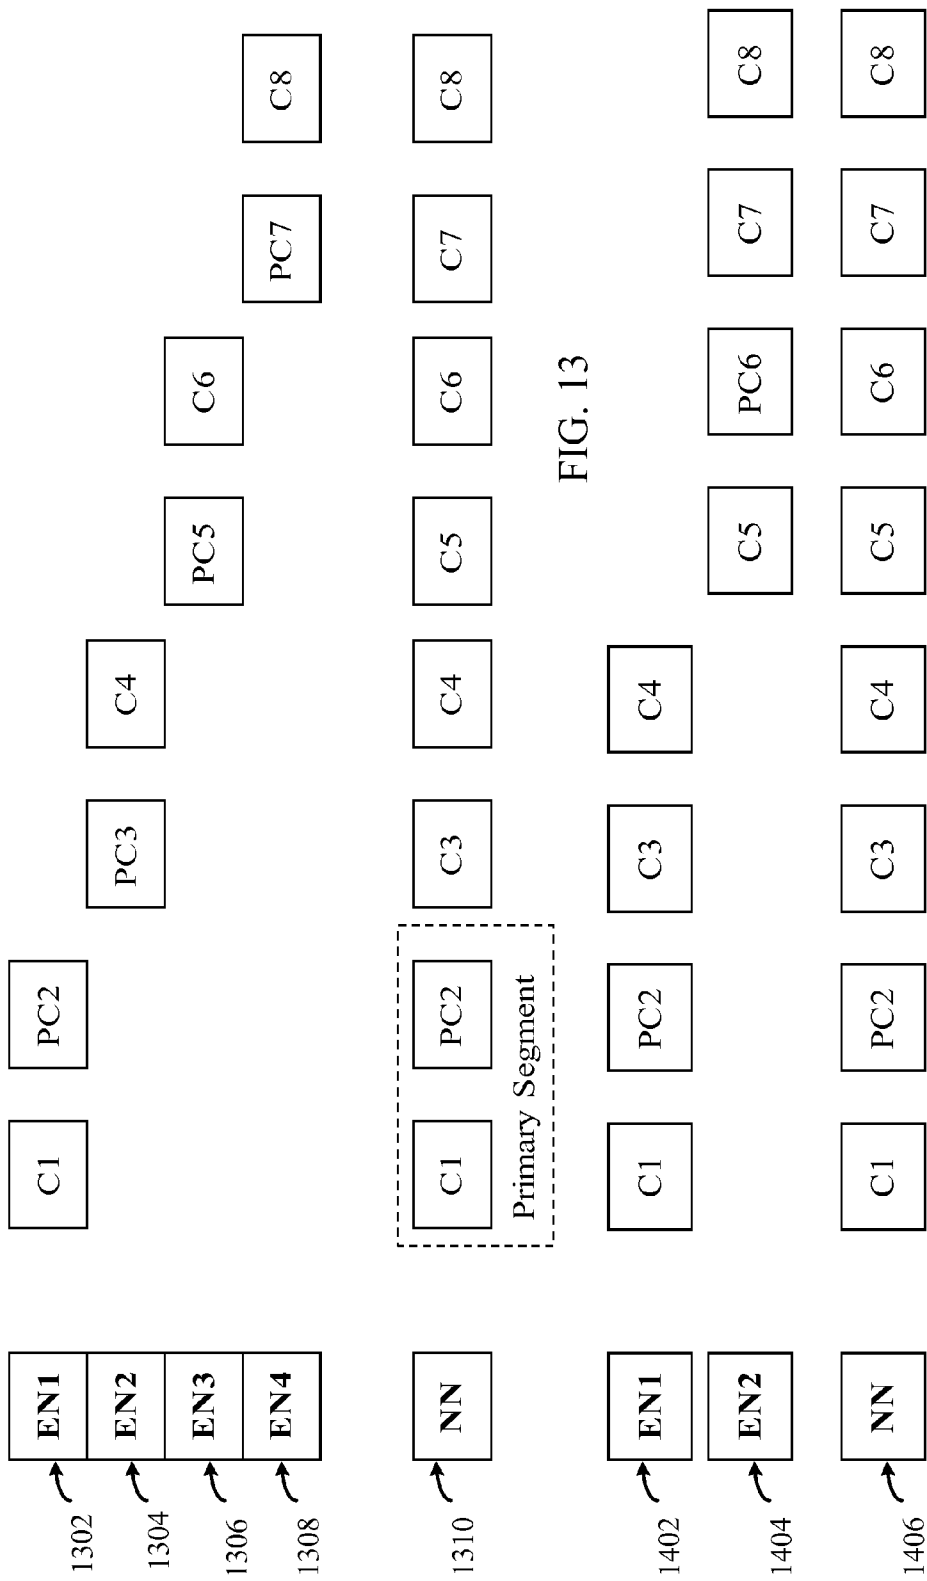 1302 EN1 C1 PC2
1304 EN2 PC3 C4
1306 EN3 PC5 C6
1308 EN4 PC7 C8
1310 NN C1 PC2 C3 C4 C5 C6 C7 C8
Primary Segment
FIG. 13
1402 EN1 C1 PC2 C3 C4
1404 EN2 C5 PC6 C7 C8
1406 NN C1 PC2 C3 C4 C5 C6 C7 C8